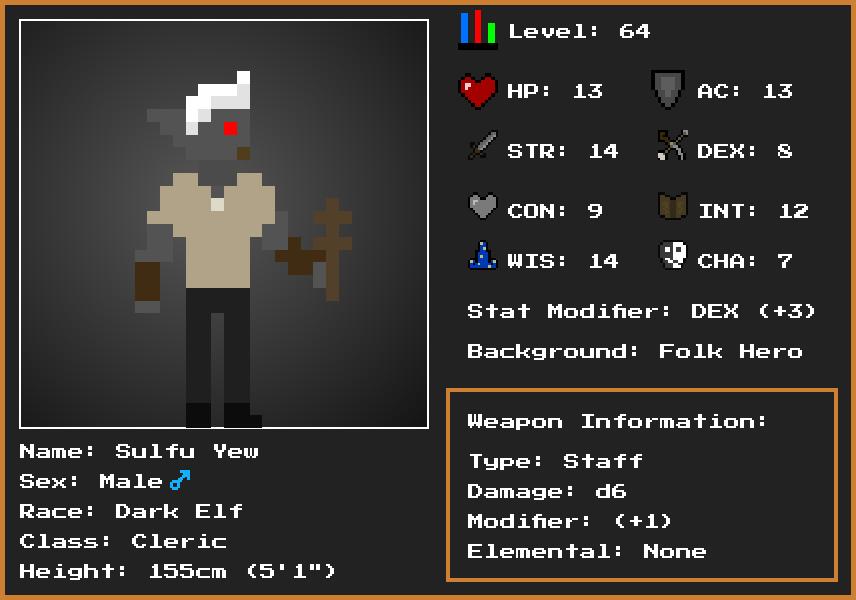 Level: 64
HP: 13
AC: 13
STR: 14
DEX: 8
CON: 9
INT: 12
WIS: 14
CHA: 7
Stat Modifier: DEX (+3)
Background: Folk Hero
Weapon Information:
Type: Staff
Damage: d6
Modifier: (+1)
Elemental: None
Name: Sulfu Yew
Sex: Male♂
Race: Dark Elf
Class: Cleric
Height: 155cm (5'1")